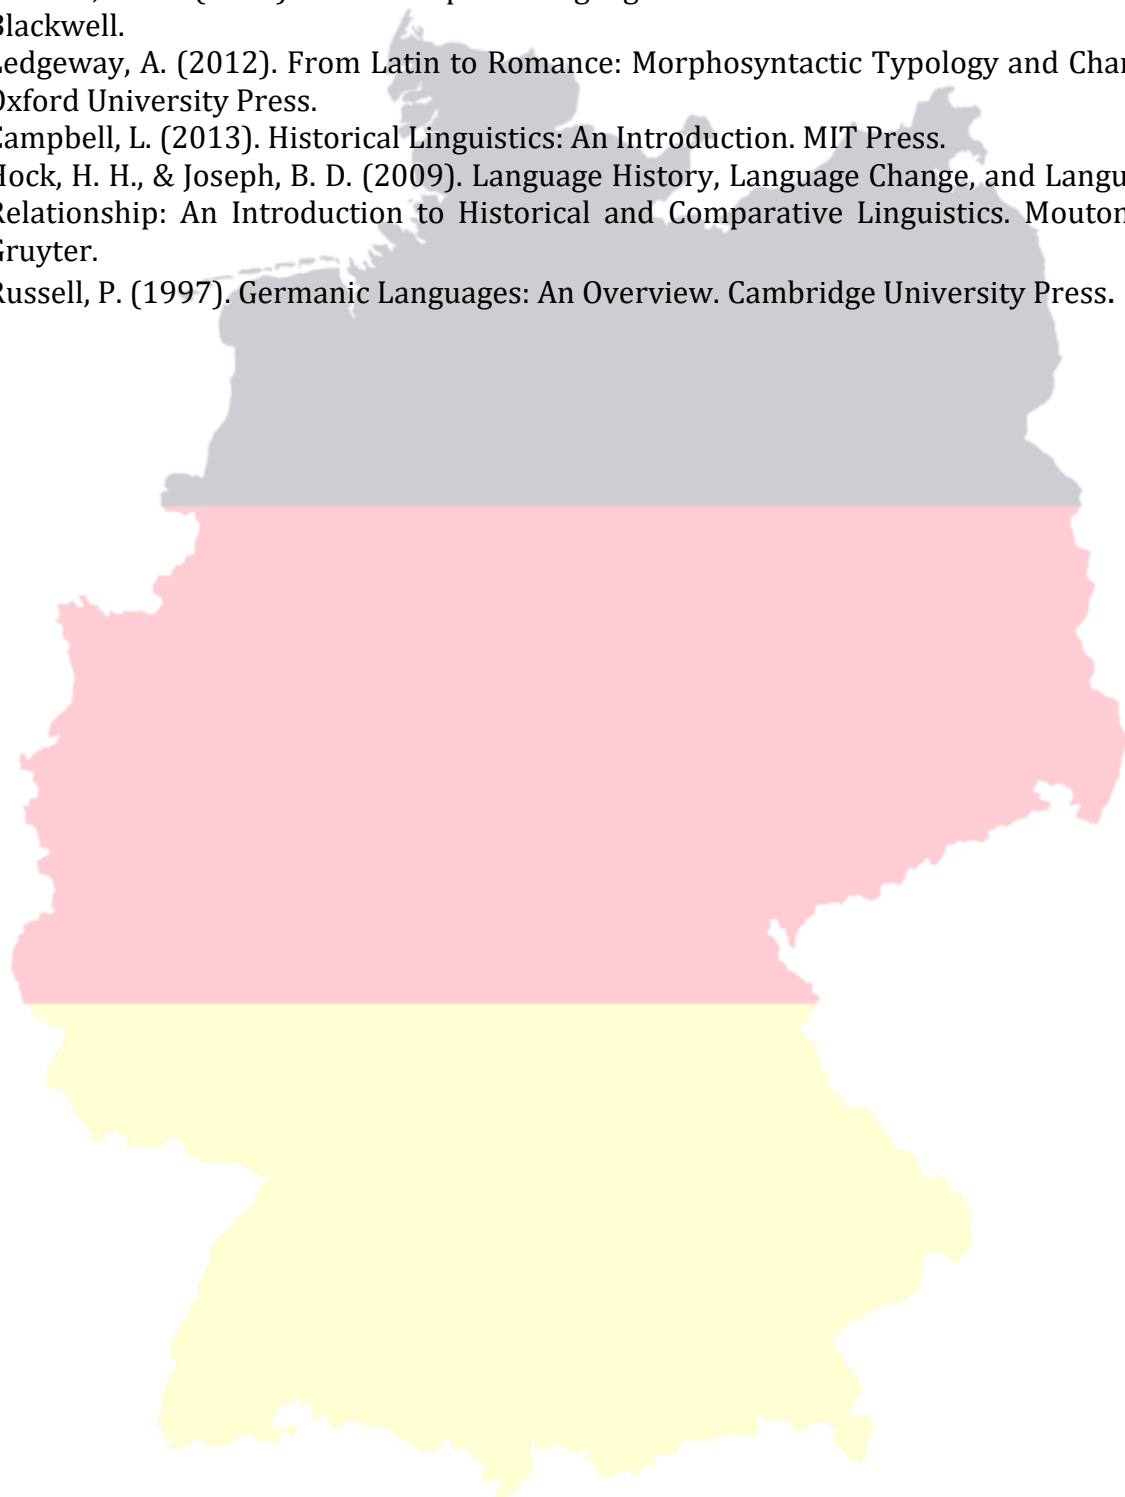 Blackwell.
Ledgeway, A. (2012). From Latin to Romance: Morphosyntactic Typology and
Oxford University Press.
Campbell, L. (2013). Historical Linguistics: An Introduction. MIT Press.
Hock, H. H., & Joseph, B. D. (2009). Language History, Language Change, and
Relationship: An Introduction to Historical and Comparative Linguistics. Mouton
Gruyter.
Russell, P. (1997). Germanic Languages: An Overview. Cambridge University Press.